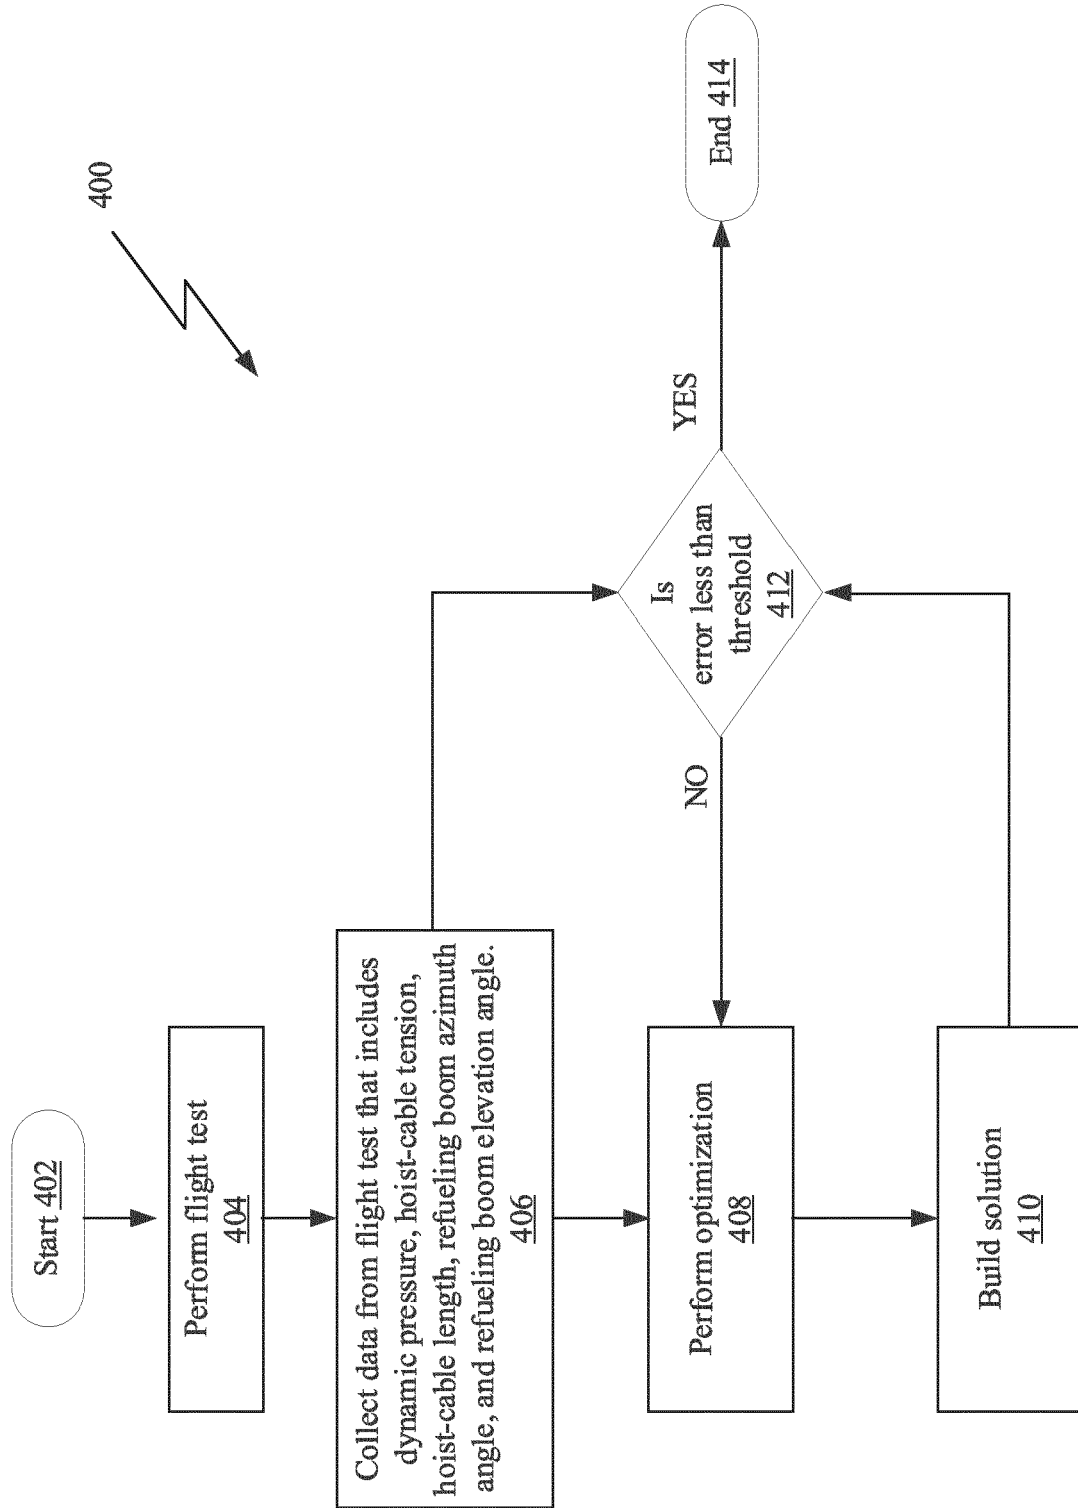 400
Start 402
Perform flight test
404
Collect data from flight test that includes
dynamic pressure, hoist-cable tension,
hoist-cable length, refueling boom azimuth
angle, and refueling boom elevation angle.
406
Perform optimization
408
Build solution
410
Is
error less than
threshold
412
NO
YES
End 414